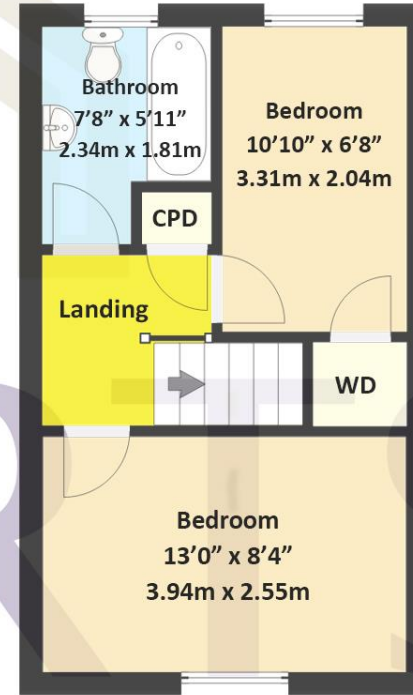 Bathroom
7’8” x 5’11”
2.34m x 1.81m
Bedroom
10’10” x 6’8”
3.31m x 2.04m
CPD
Landing
WD
Bedroom
13’0” x 8’4”
3.94m x 2.55m